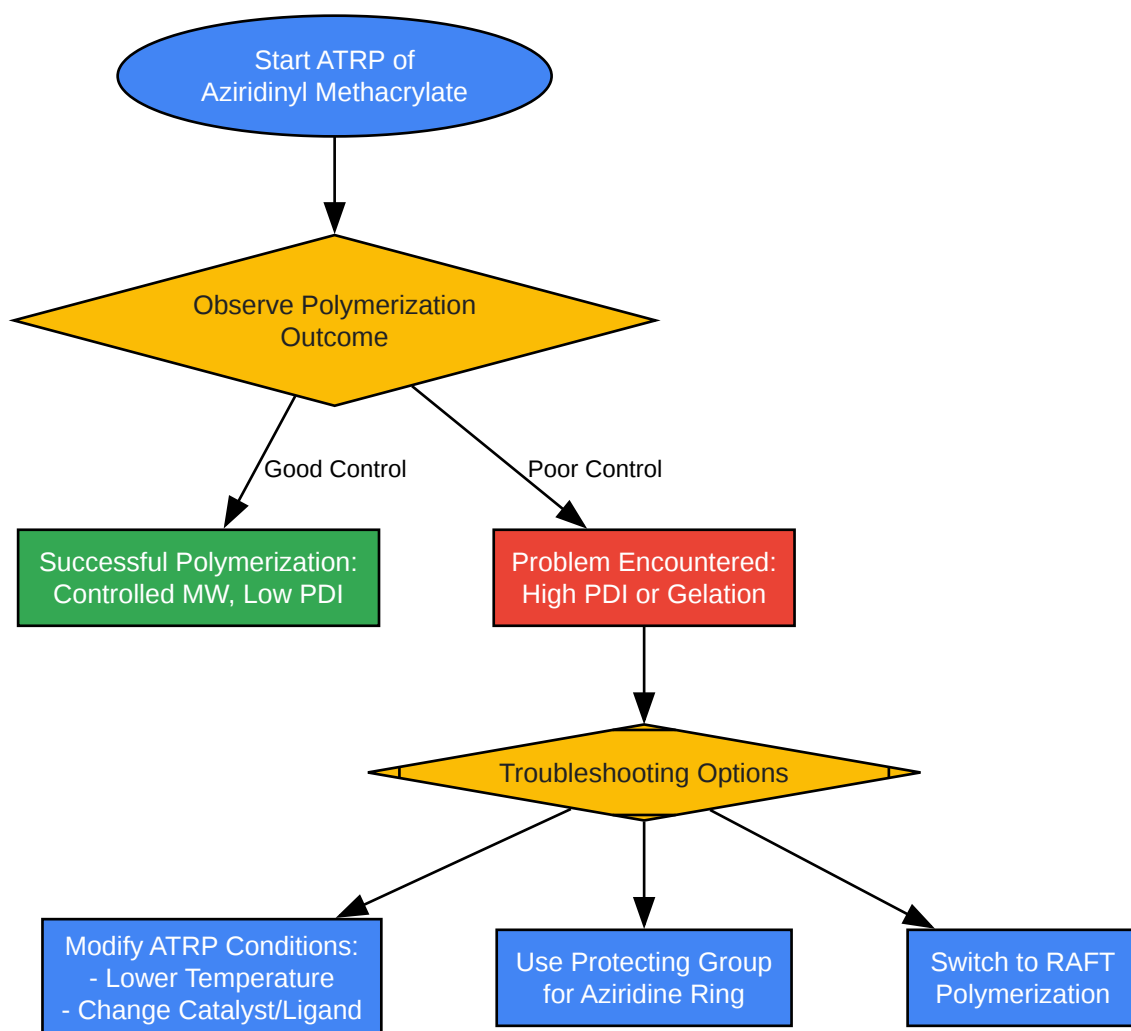 Start ATRP of
Aziridinyl Methacrylate
Observe Polymerization
Outcome
Good Control
Poor Control
Successful Polymerization:
Controlled MW, Low PDI
Problem Encountered:
High PDI or Gelation
Troubleshooting Options
Modify ATRP Conditions:
- Lower Temperature
- Change Catalyst/Ligand
Use Protecting Group
for Aziridine Ring
Switch to RAFT
Polymerization